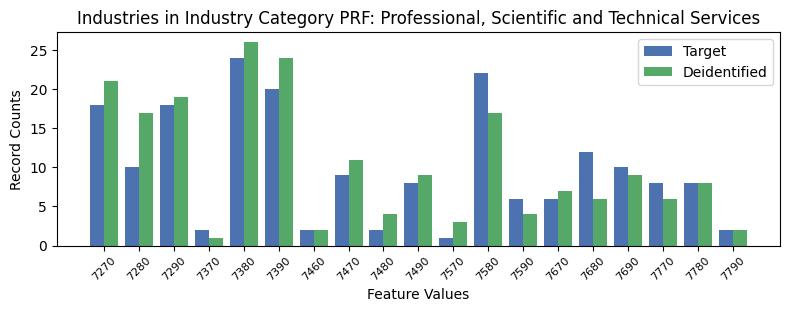 Industries in Industry Category PRF: Professional, Scientific and Technical Services
Target
Deidentified
Record Counts
25
20
15
10
5
0
7270 7280 7290 7370 7380 7390 7460 7470 7480 7490 7570 7580 7590 7670 7680 7690 7770 7780 7790
Feature Values